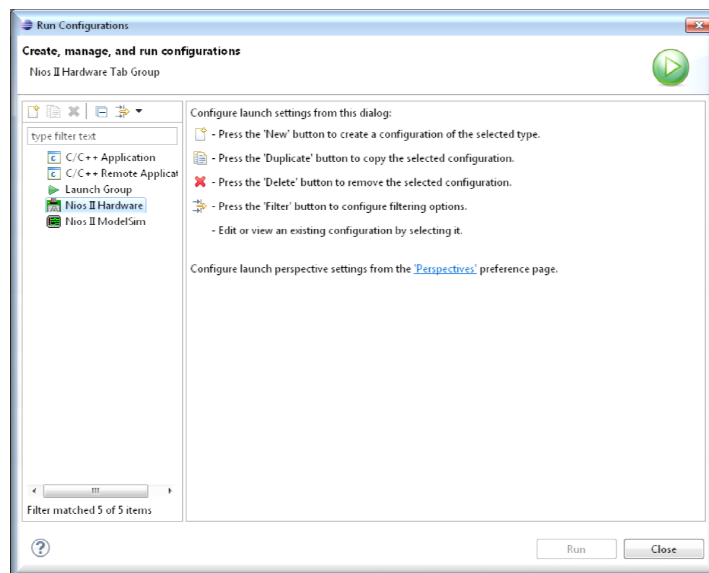 Run Configurations
Create, manage, and run configurations
Nios II Hardware Tab Group
type filter text
C/C++ Application
C/C++ Remote Applicat
Launch Group
Nios II Hardware
Nios II ModelSim
Filter matched 5 of 5 items
Configure launch settings from this dialog:
- Press the 'New' button to create a configuration of the selected type.
- Press the 'Duplicate' button to copy the selected configuration.
- Press the 'Delete' button to remove the selected configuration.
- Press the 'Filter' button to configure filtering options.
- Edit or view an existing configuration by selecting it.
Configure launch perspective settings from the 'Perspectives' preference page.
Run
Close